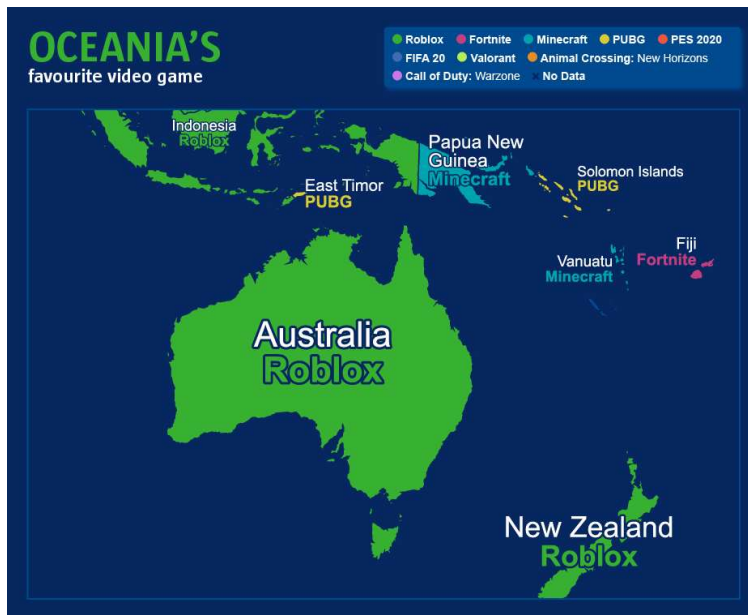 OCEANIA'S
favourite video game
Roblox Fortnite Minecraft PUBG PES 2020
FIFA 20 Valorant Animal Crossing: New Horizons
Call of Duty: Warzone × No Data
Indonesia
Roblox
Papua New
Guinea
Minecraft
East Timor
PUBG
Solomon Islands
PUBG
Fiji
Fortnite
Vanuatu
Minecraft
Australia
Roblox
New Zealand
Roblox